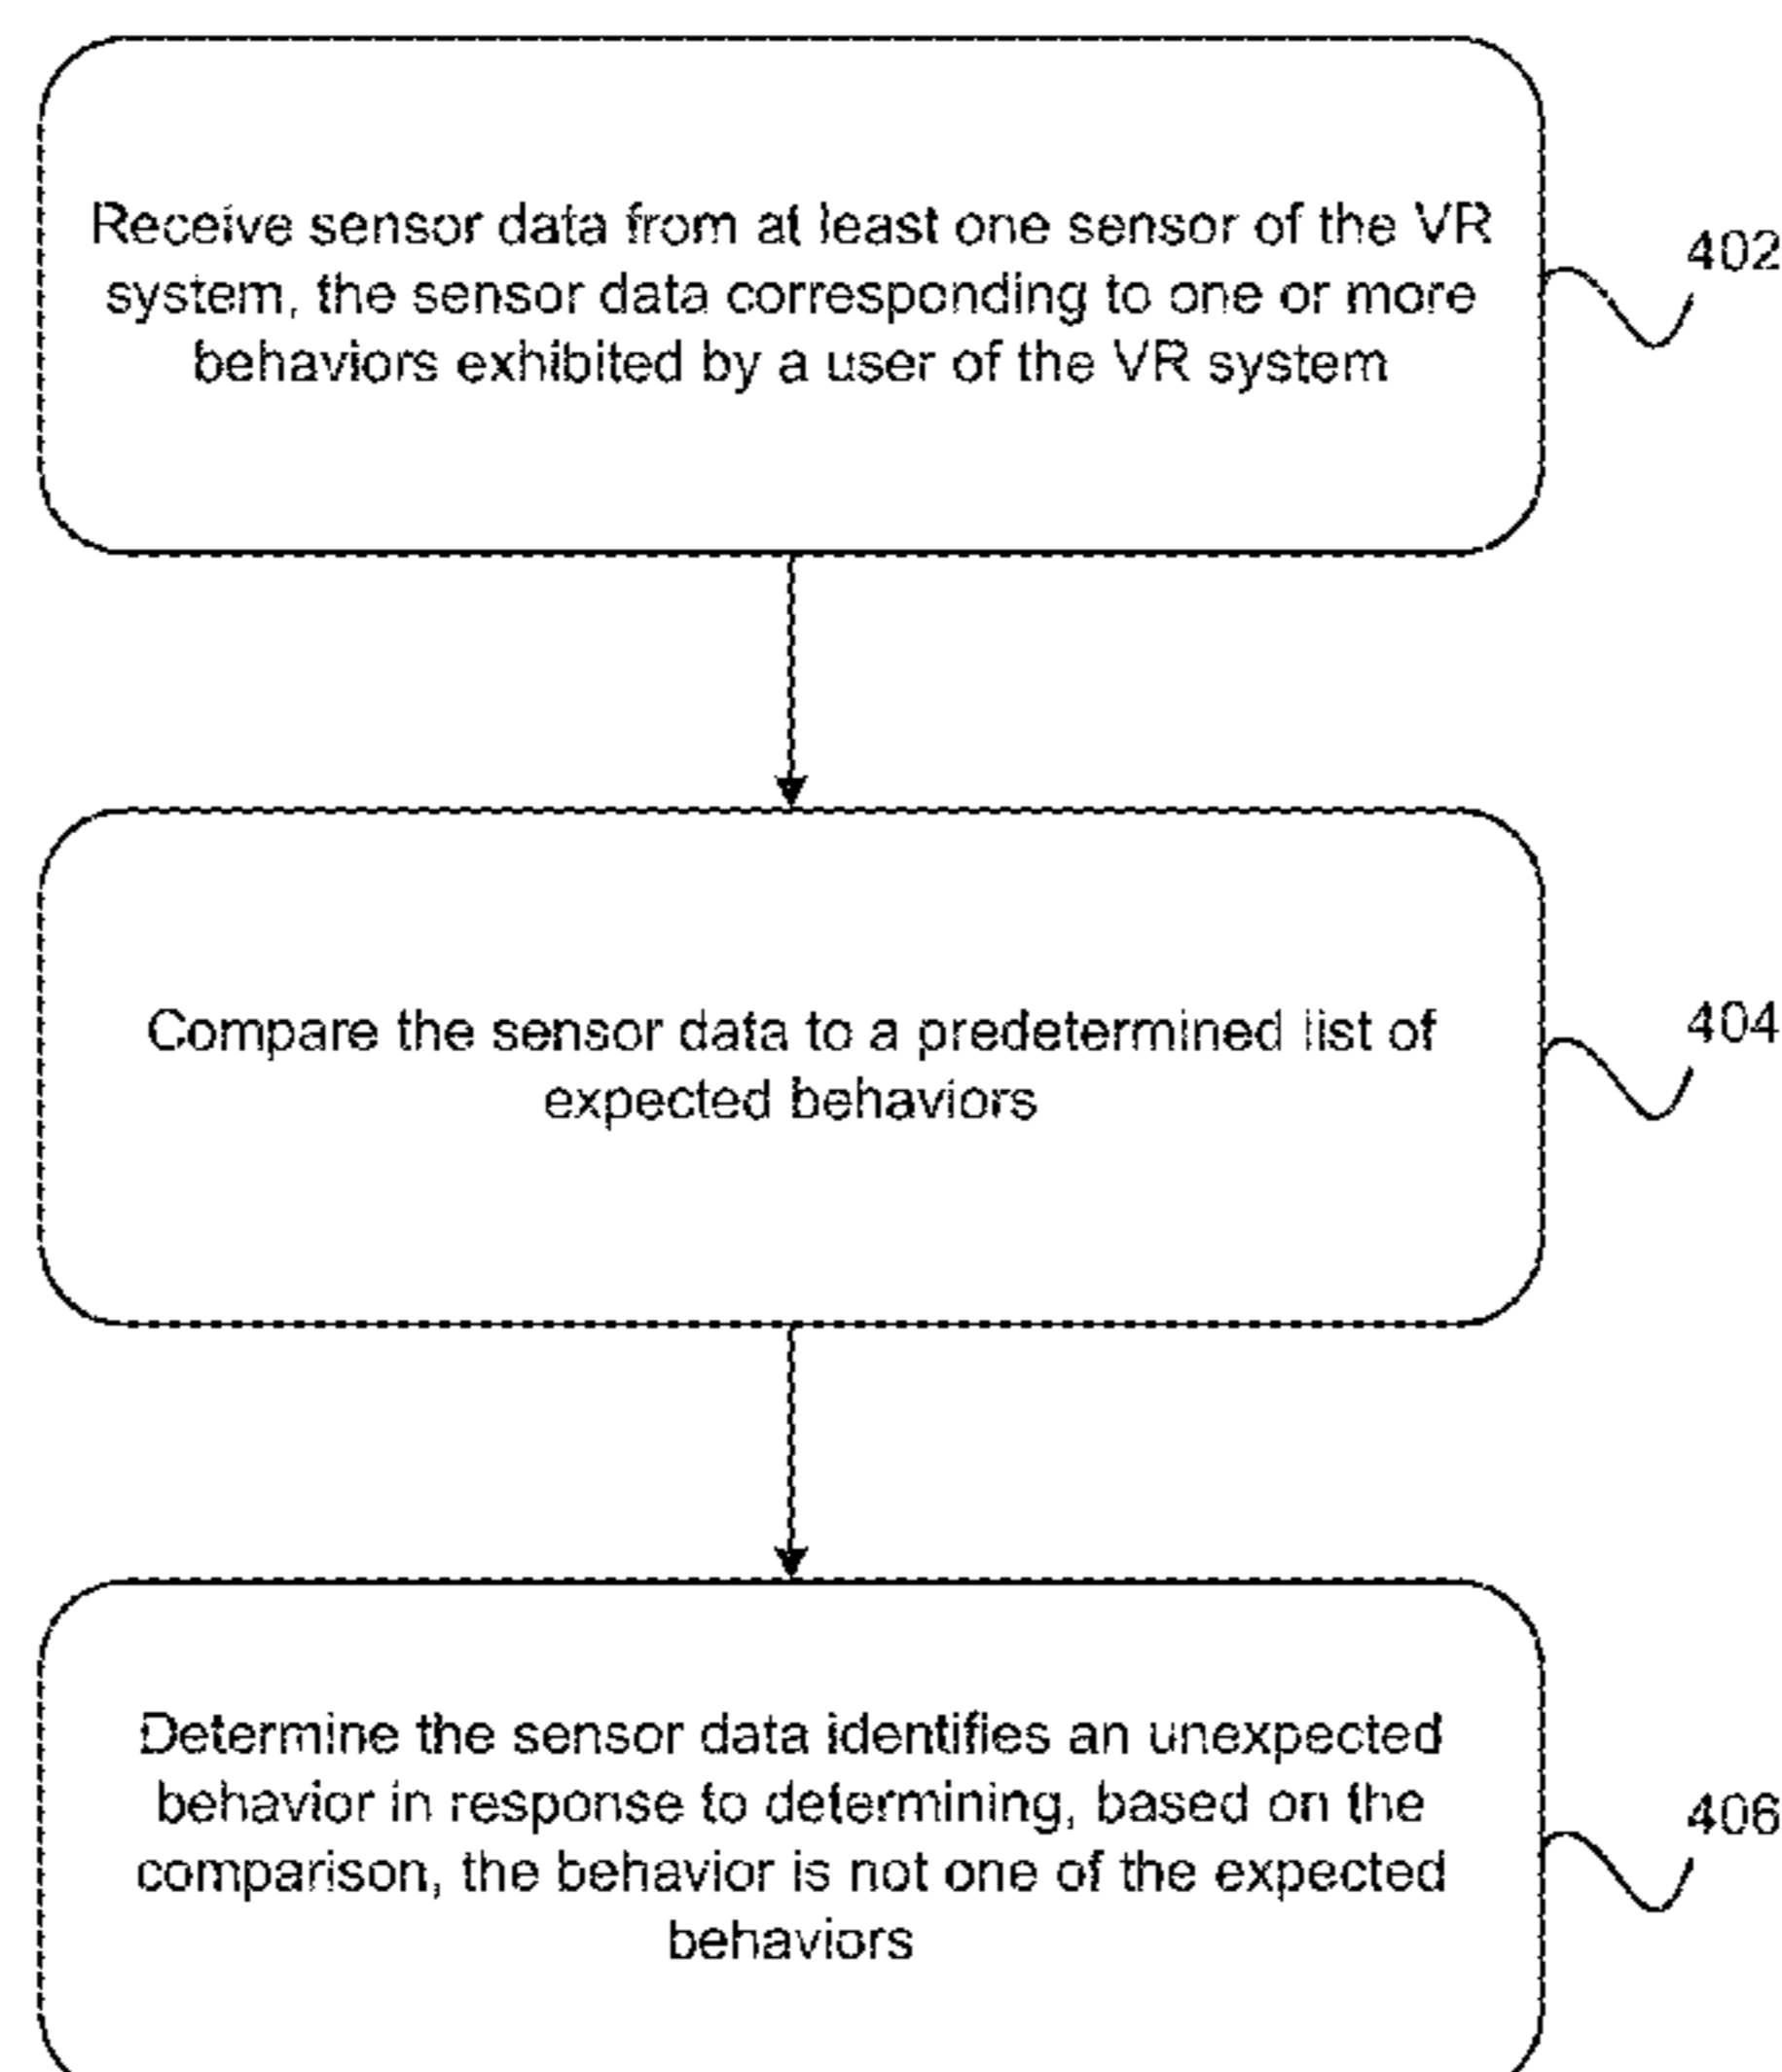 Receive sensor data from at least one sensor of the VR
system, the sensor data corresponding to one or more
behaviors exhibited by a user of the VR system
402
Compare the sensor data to a predetermined list of
expected behaviors
404
Determine the sensor data identifies an unexpected
behavior in response to determining, based on the
comparison, the behavior is not one of the expected
behaviors
406